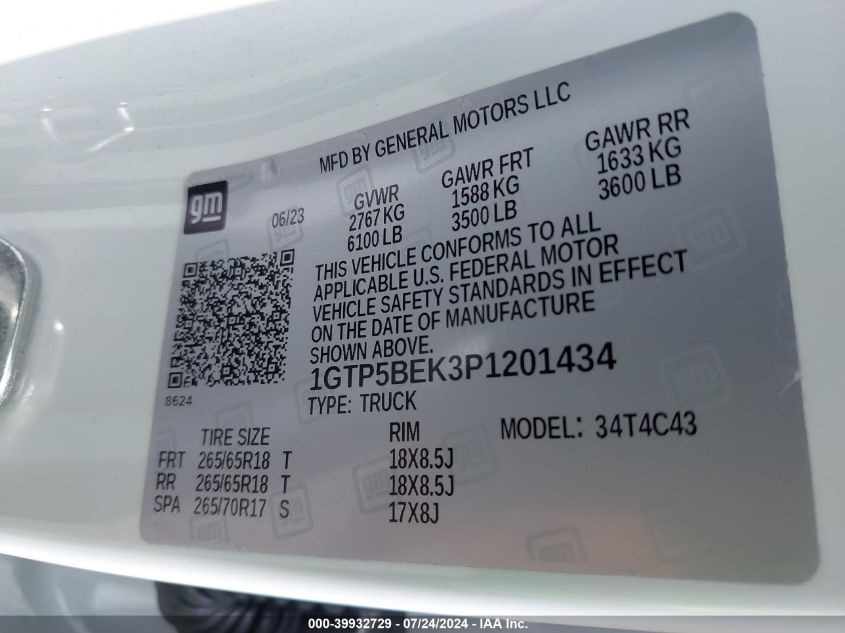 MFD BY GENERAL MOTORS LLC
gm
06/23
GVWR
2767 KG
6100 LB
GAWR FRT
1588 KG
3500 LB
GAWR RR
1633 KG
3600 LB
THIS VEHICLE CONFORMS TO ALL
APPLICABLE U.S. FEDERAL MOTOR
VEHICLE SAFETY STANDARDS IN EFFECT
ON THE DATE OF MANUFACTURE
SHOWN ABOVE.
1GTP5BEK3P1201434
8624
TYPE: TRUCK
MODEL: 34T4C43
TIRE SIZE RIM
FRT 265/65R18 T 18X8.5J
RR 265/65R18 T 18X8.5J
SPA 265/70R17 S 17X8J
000-39932729 - 07/24/2024 - IAA Inc.